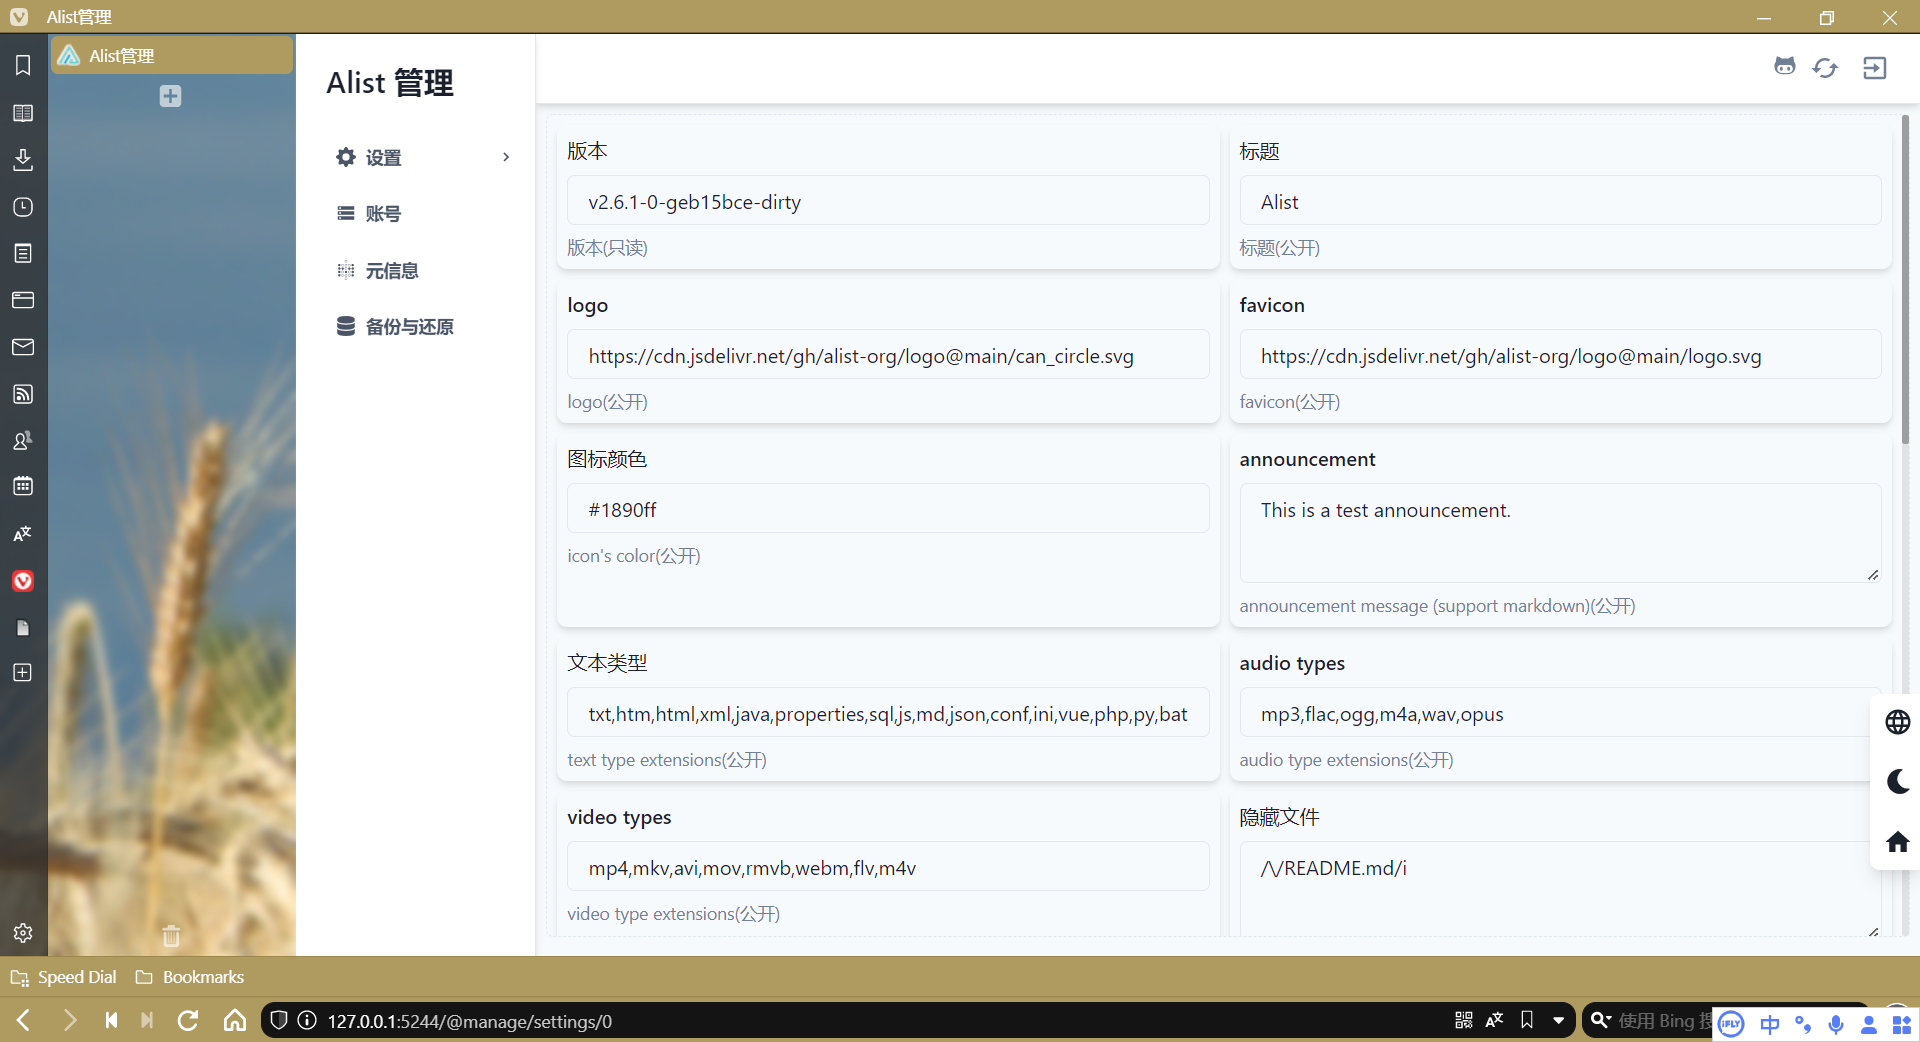 Alist管理
Alist管理
Alist 管理
设置
账号
元信息
备份与还原
版本
v2.6.1-0-geb15bce-dirty
版本(只读)
标题
Alist
标题(公开)
logo
https://cdn.jsdelivr.net/gh/alist-org/logo@main/can_circle.svg
logo(公开)
favicon
https://cdn.jsdelivr.net/gh/alist-org/logo@main/logo.svg
favicon(公开)
图标颜色
#1890ff
icon's color(公开)
announcement
This is a test announcement.
announcement message (support markdown)(公开)
文本类型
txt,htm,html,xml,java,properties,sql,js,md,json,conf,ini,vue,php,py,bat
text type extensions(公开)
audio types
mp3,flac,ogg,m4a,wav,opus
audio type extensions(公开)
video types
mp4,mkv,avi,mov,rmvb,webm,flv,m4v
video type extensions(公开)
隐藏文件
/\/README.md/i
Speed Dial
Bookmarks
127.0.0.1:5244/@manage/settings/0
使用 Bing 搜
iFLY
中